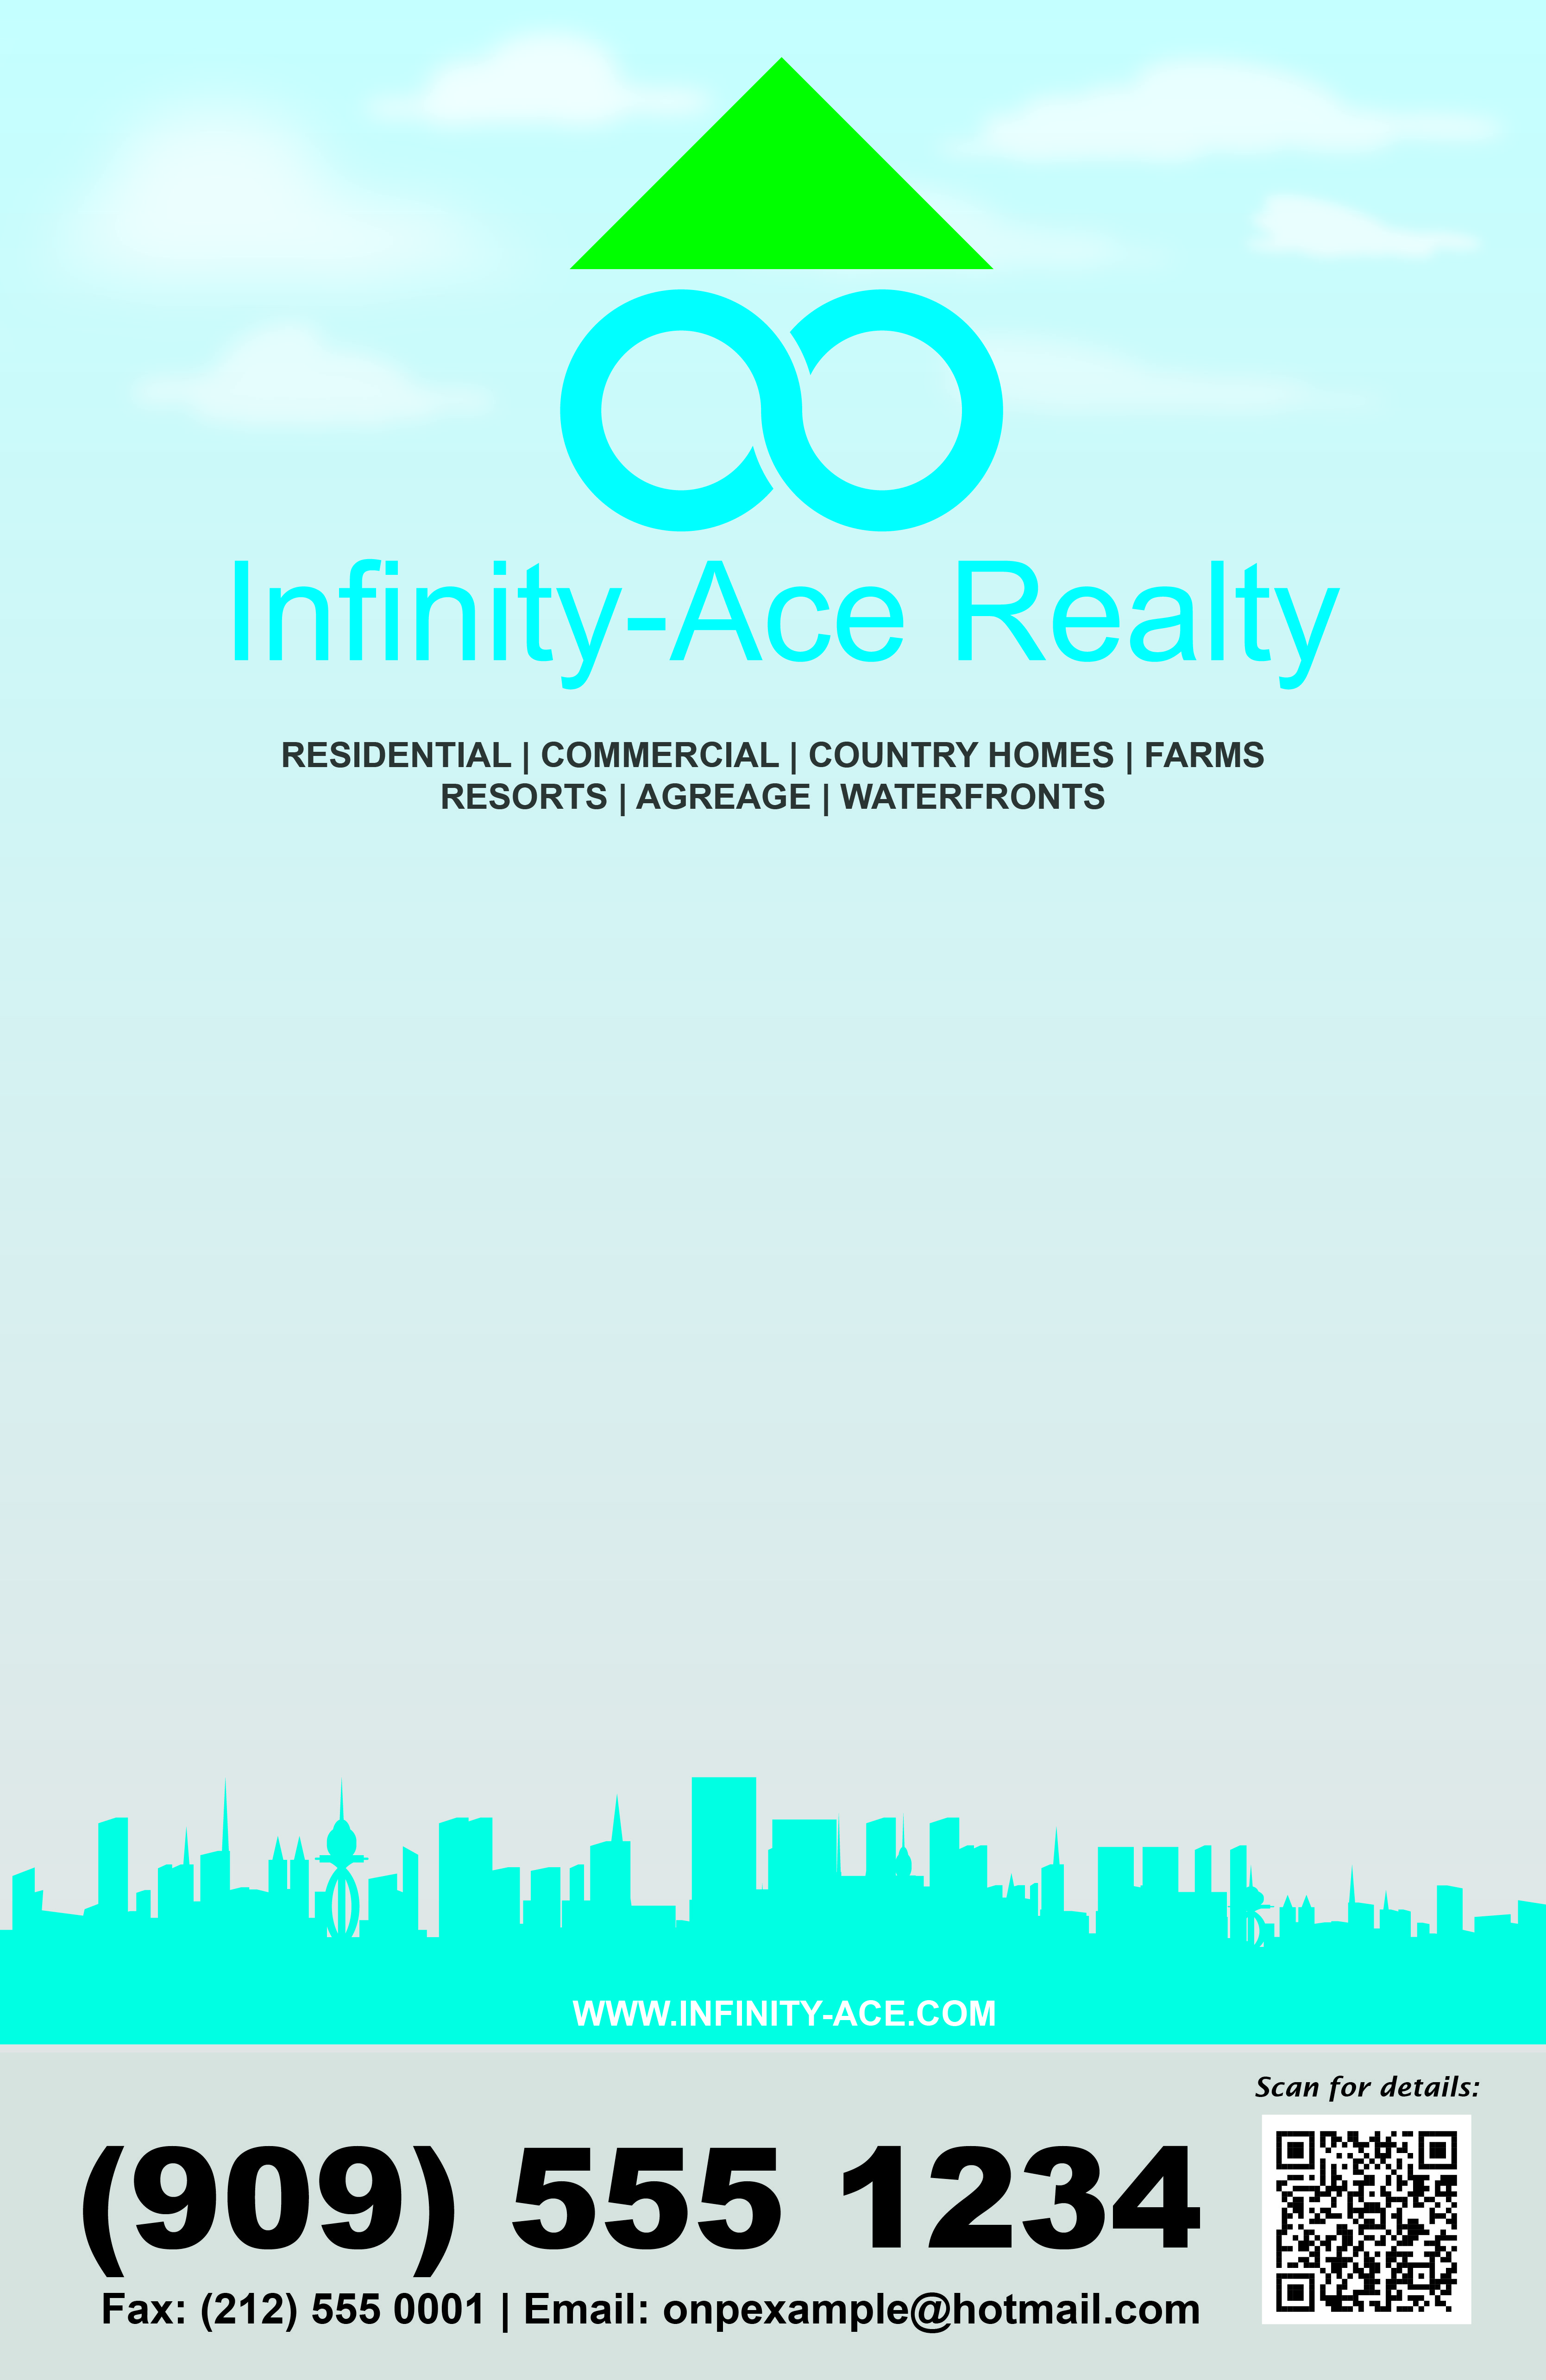 Infinity-Ace Realty
RESIDENTIAL | COMMERCIAL | COUNTRY HOMES | FARMS
RESORTS | AGREAGE | WATERFRONTS
WWW.INFINITY-ACE.COM
Scan for details:
(909) 555 1234
Fax: (212) 555 0001 | Email: onpexample@hotmail.com